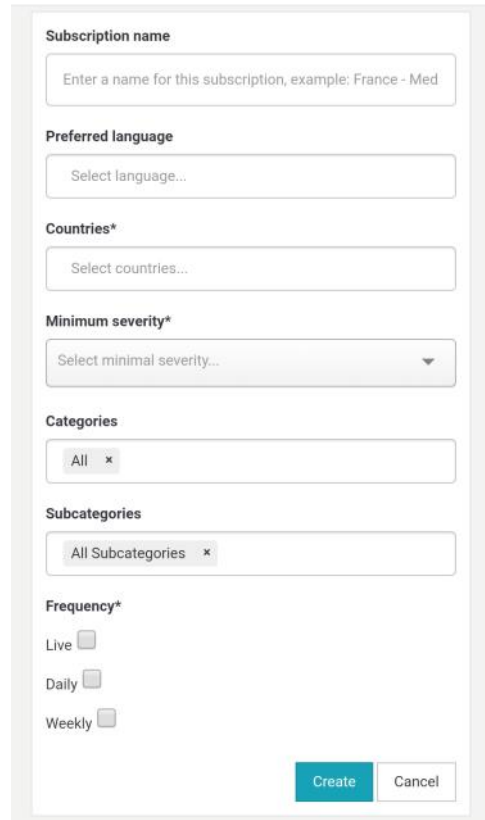 Subscription name
Enter a name for this subscription, example: France - Med
Preferred language
Select language...
Countries*
Select countries...
Minimum severity*
Select minimal severity...
Categories
All ×
Subcategories
All Subcategories ×
Frequency*
Live
Daily
Weekly
Create Cancel